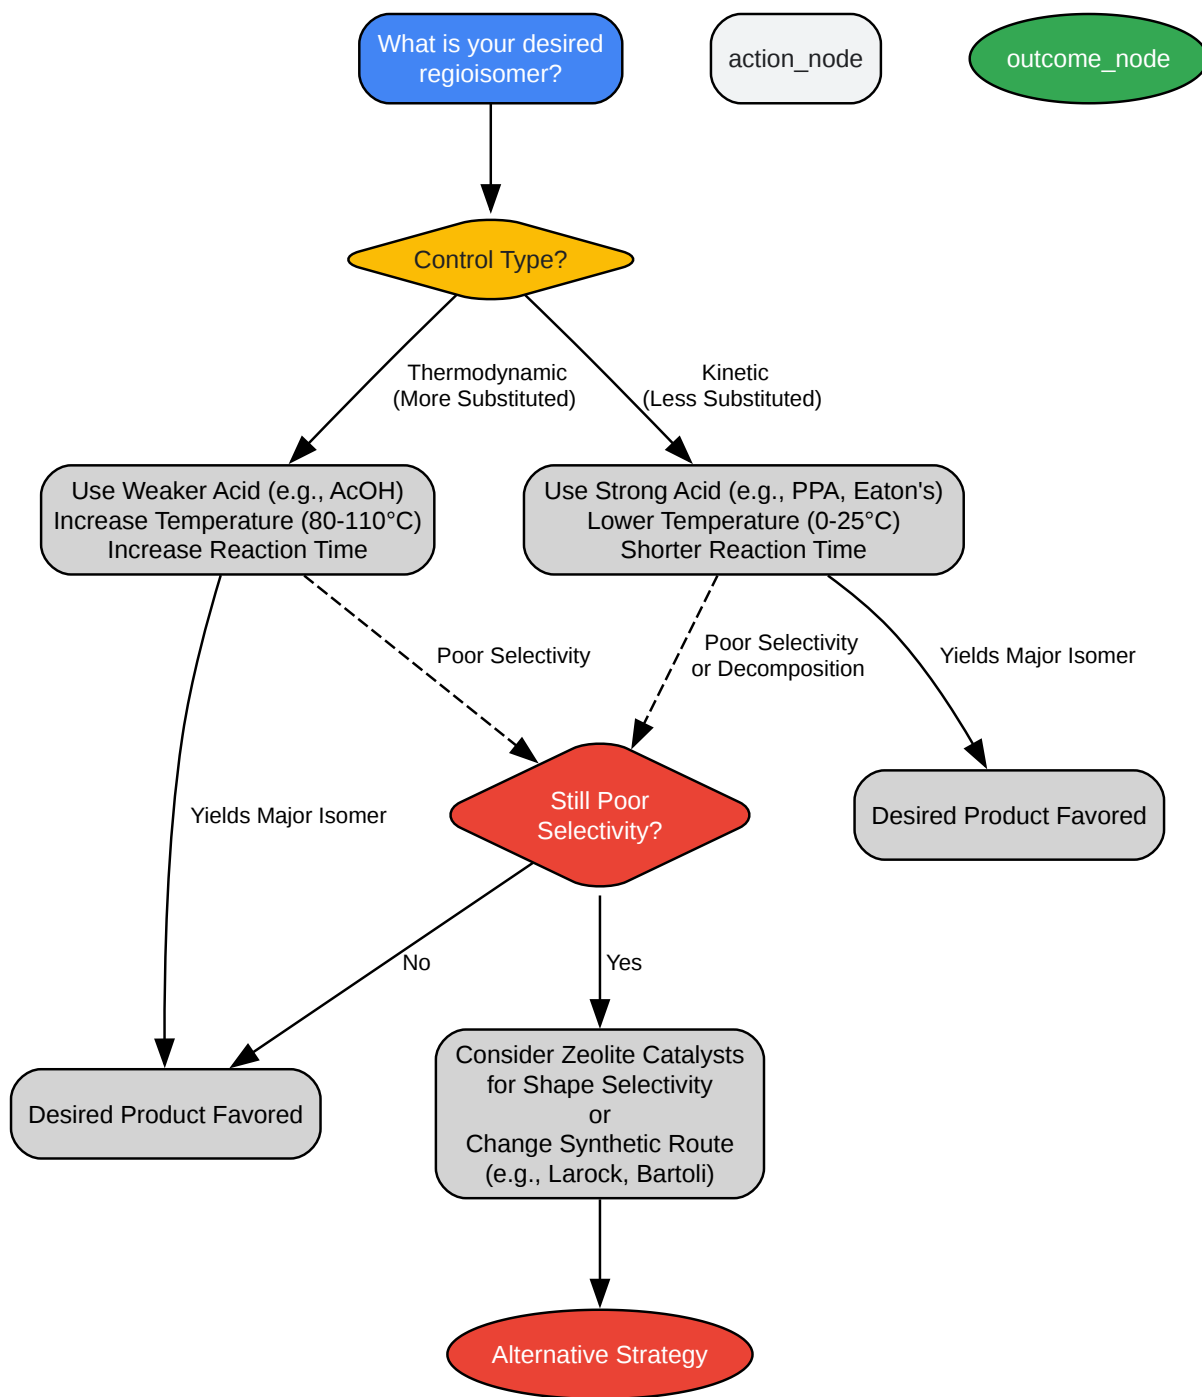 What is your desired
regioisomer?
action_node
outcome_node
Control Type?
Thermodynamic
(More Substituted)
Kinetic
(Less Substituted)
Use Weaker Acid (e.g., AcOH)
Increase Temperature (80-110°C)
Increase Reaction Time
Use Strong Acid (e.g., PPA, Eaton's)
Lower Temperature (0-25°C)
Shorter Reaction Time
Poor Selectivity
Poor Selectivity
or Decomposition
Yields Major Isomer
Yields Major Isomer
Still Poor
Selectivity?
Desired Product Favored
No
Yes
Desired Product Favored
Consider Zeolite Catalysts
for Shape Selectivity
or
Change Synthetic Route
(e.g., Larock, Bartoli)
Alternative Strategy